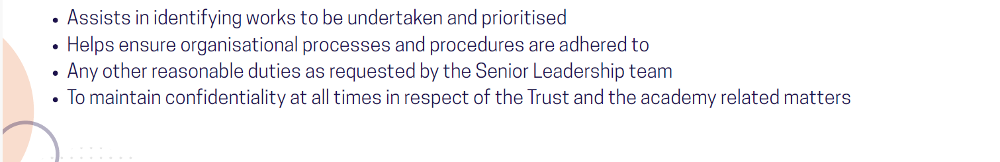 • Assists in identifying works to be undertaken and prioritised
• Helps ensure organisational processes and procedures are adhered to
• Any other reasonable duties as requested by the Senior Leadership team
• To maintain confidentiality at all times in respect of the Trust and the academy related matters